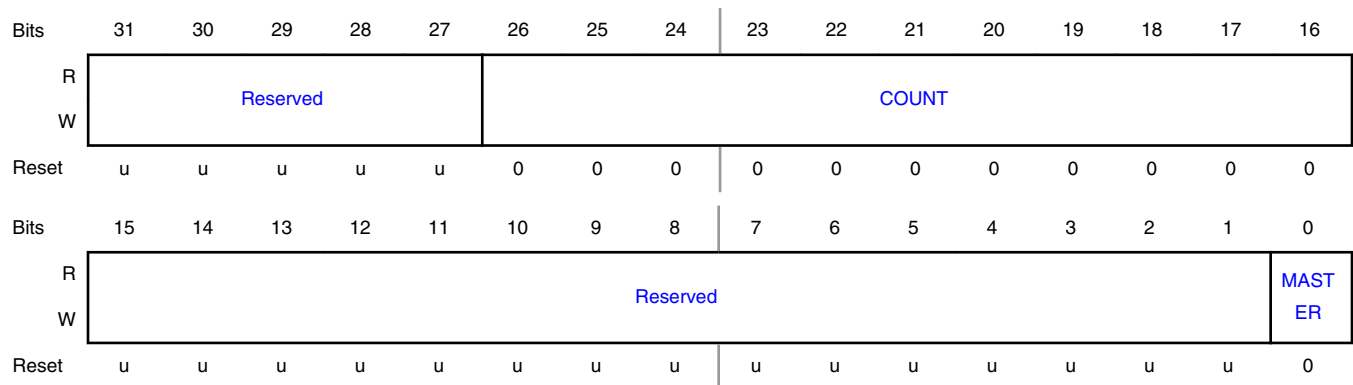 Bits 31 30 29 28 27 26 25 24 23 22 21 20 19 18 17 16
R
Reserved COUNT
W
Reset u u u u u 0 0 0 0 0 0 0 0 0 0 0
Bits 15 14 13 12 11 10 9 8 7 6 5 4 3 2 1 0
R
Reserved MAST
ER
W
Reset u u u u u u u u u u u u u u u 0